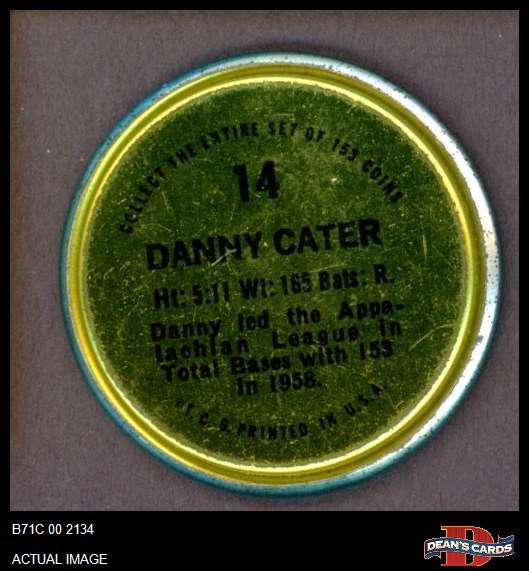 COLLECT THE ENTIRE SET OF 153 COINS
14
DANNY CATER
Ht: 5:11 Wt: 165 Bats: R.
Danny led the Appa-
lachian League in
Total Bases with 153
in 1958.
T. C. G. PRINTED IN U.S.A.
B71C 00 2134
ACTUAL IMAGE
DEAN'S CARDS